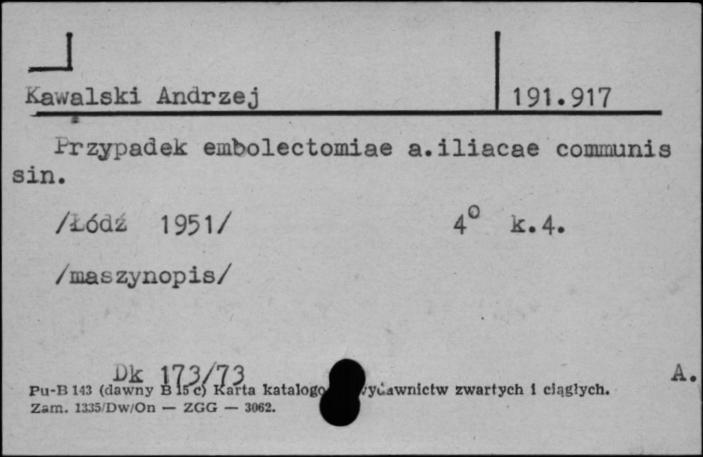 Kawalski Andrzej 191.917
Przypadek embolectomiae a.iliacae communis
sin.
/Łódź 1951/ 4° k.4.
/maszynopis/
Dk 173/73 A.
Pu-B 143 (dawny B 15 c) Karta wydawnictw zwartych i ciągłych.
Zam. 1335/Dw/On — ZGG — 3062.